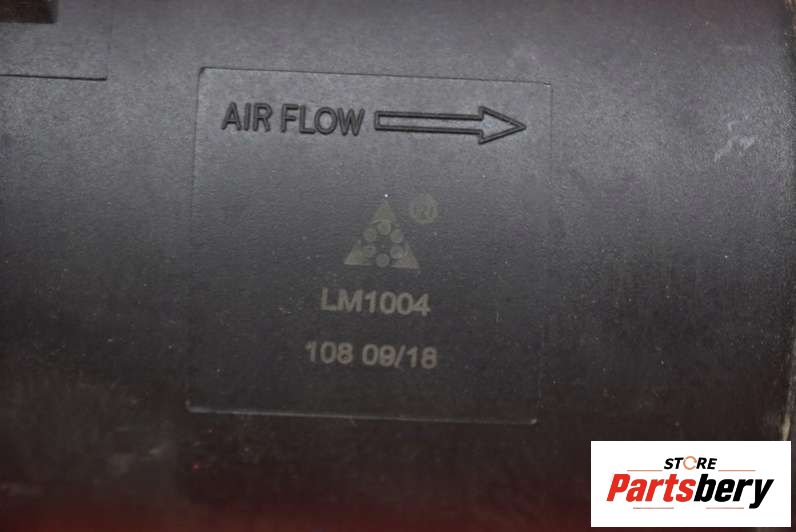 AIR FLOW
LM1004
108 09/18
STORE
Partsbery